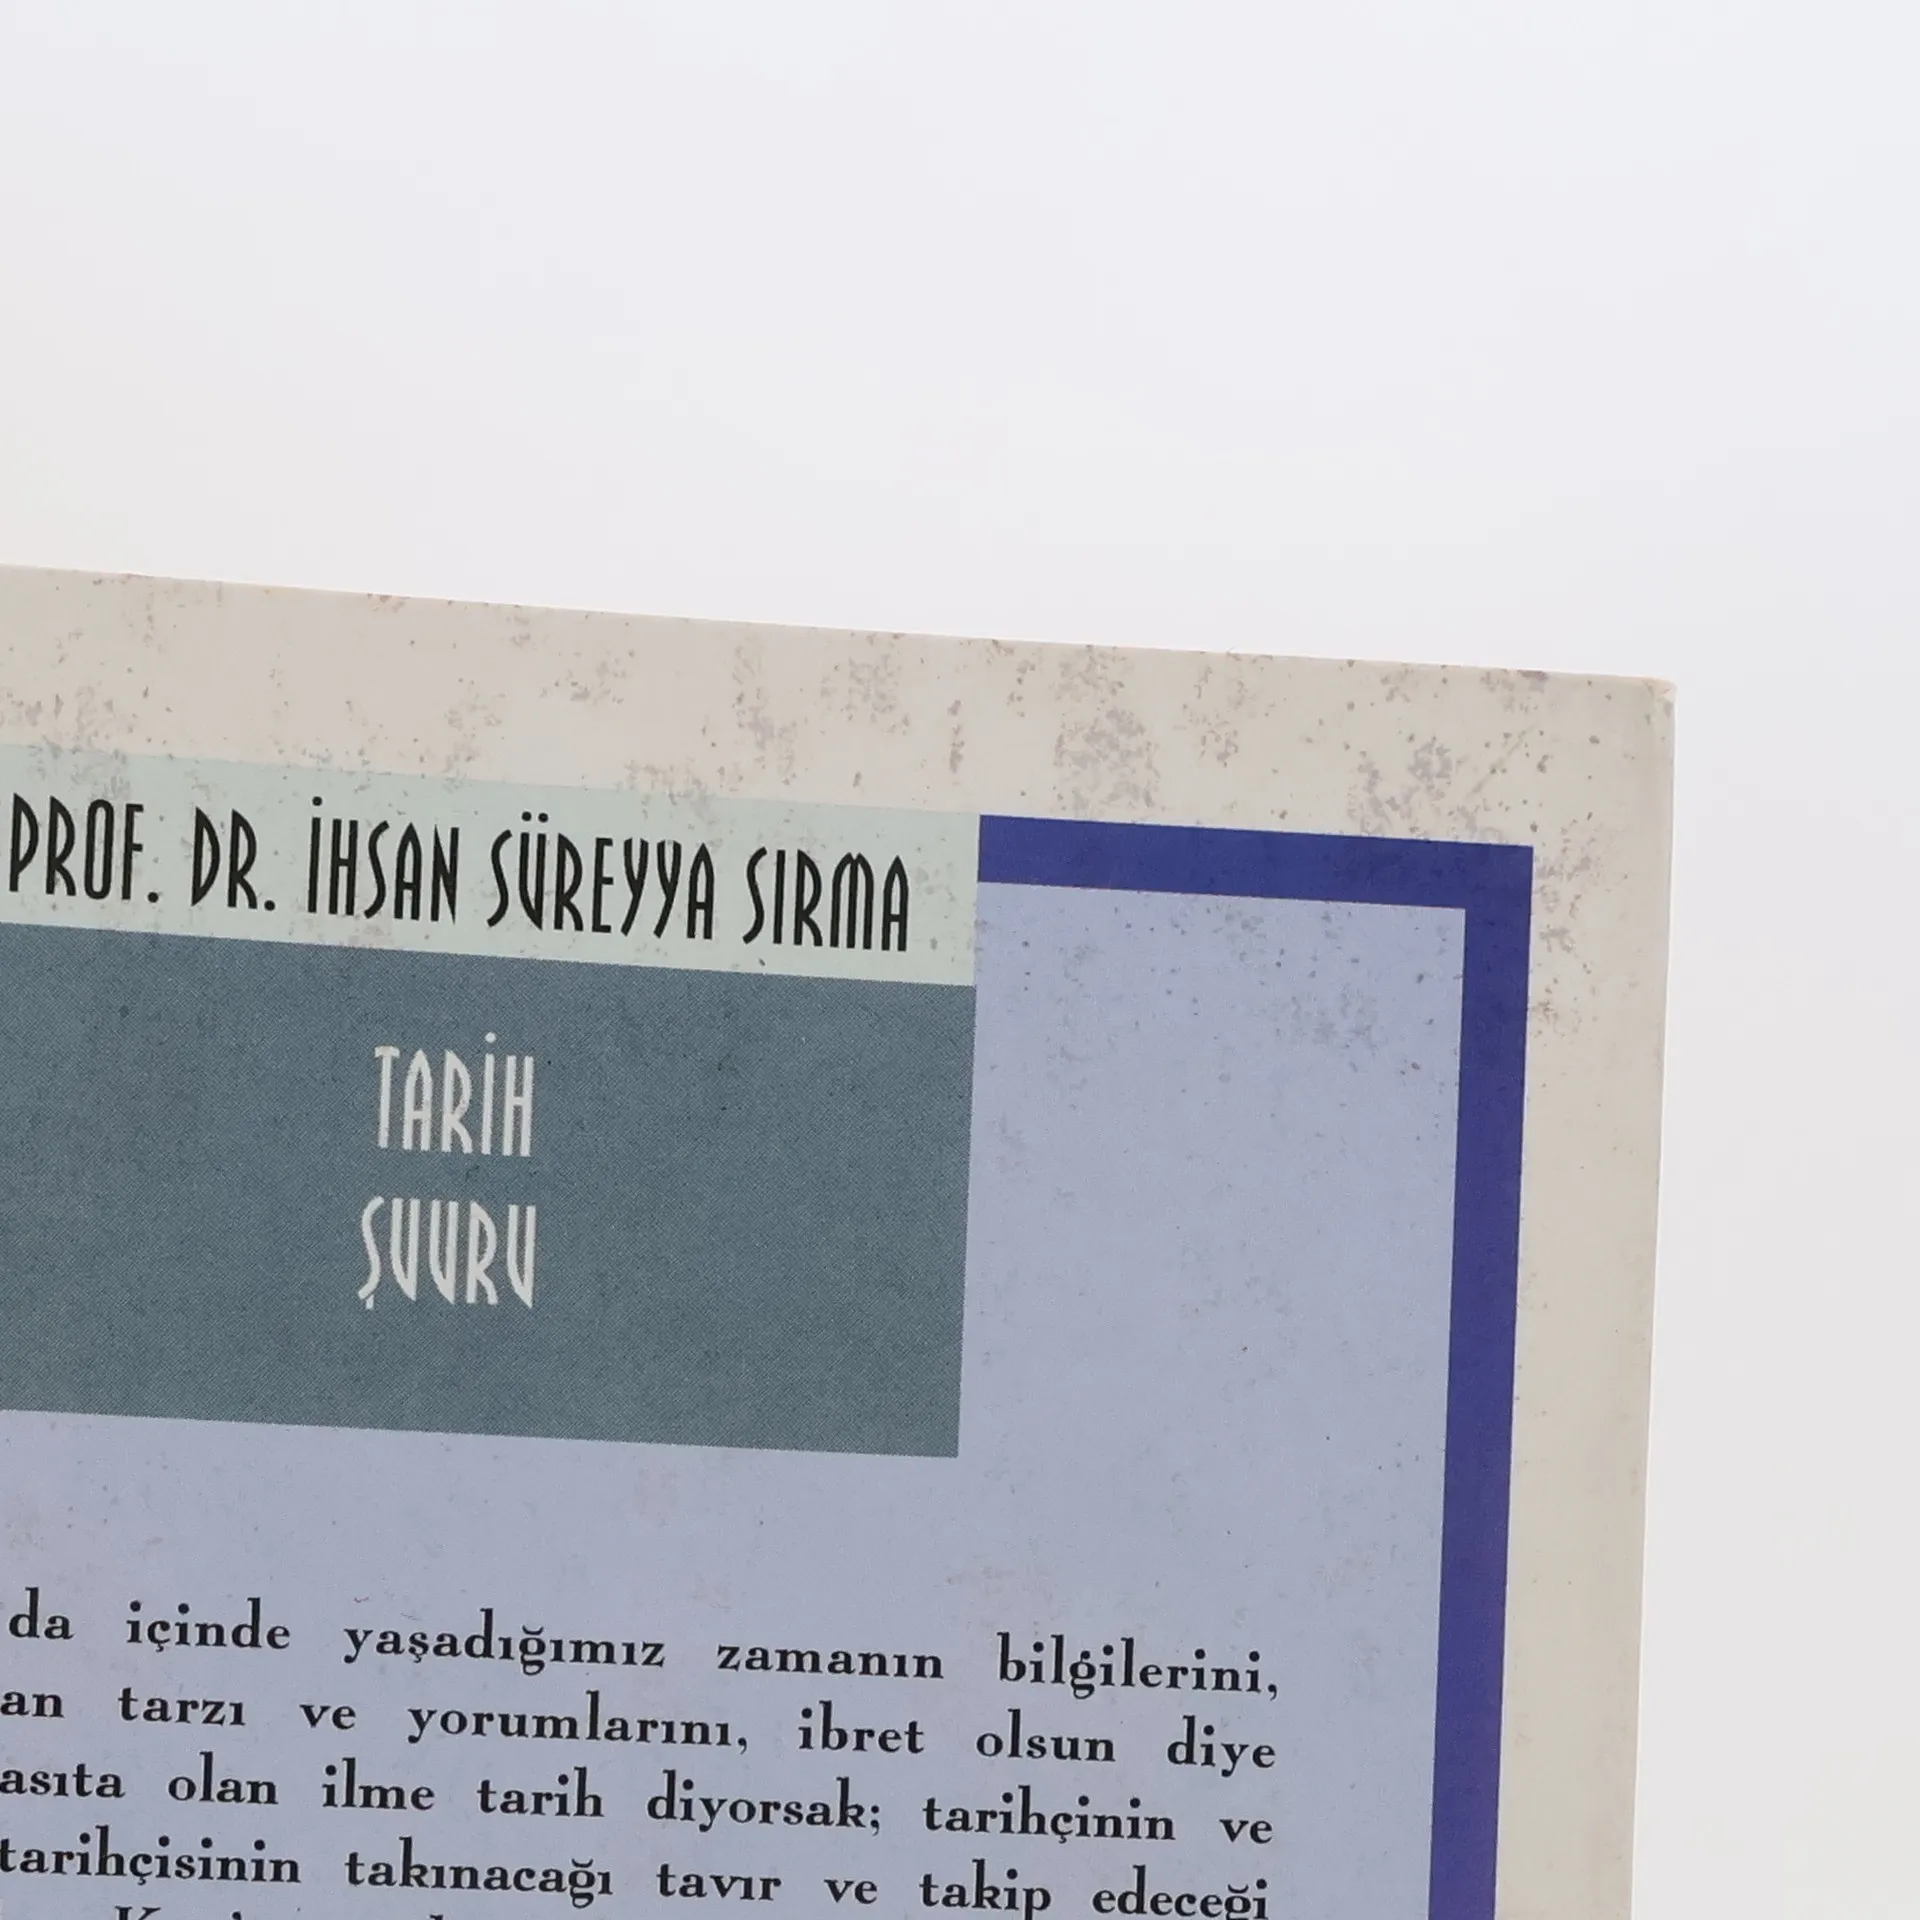 PROF. DR. İHSAN SÜREYYA SIRMA
TARİH
ŞUURU
da içinde yaşadığımız zamanın bilgilerini,
an tarzı ve yorumlarını, ibret olsun diye
asıta olan ilme tarih diyorsak; tarihçinin ve
tarihçisinin takınacağı tavır ve takip edeceği